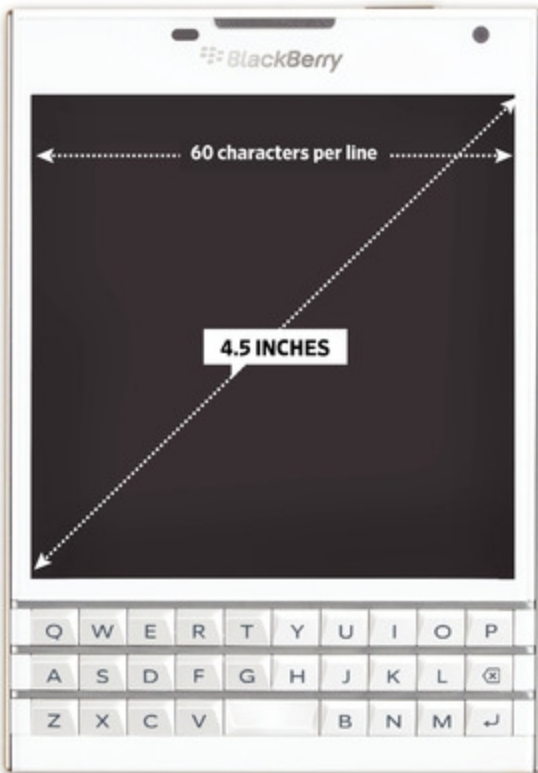 BlackBerry
60 characters per line
4.5 INCHES
Q W E R T Y U I O P
A S D F G H J K L
Z X C V B N M